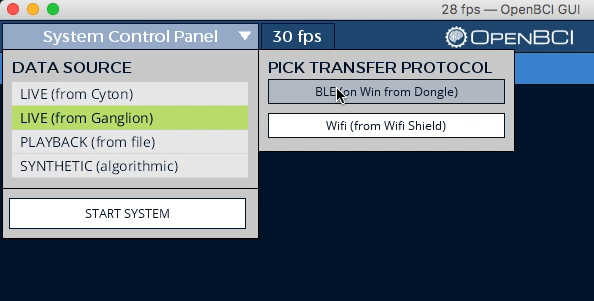 28 fps — OpenBCI GUI
System Control Panel
30 fps
OpenBCI
DATA SOURCE
LIVE (from Cyton)
LIVE (from Ganglion)
PLAYBACK (from file)
SYNTHETIC (algorithmic)
START SYSTEM
PICK TRANSFER PROTOCOL
BLE (on Win from Dongle)
Wifi (from Wifi Shield)